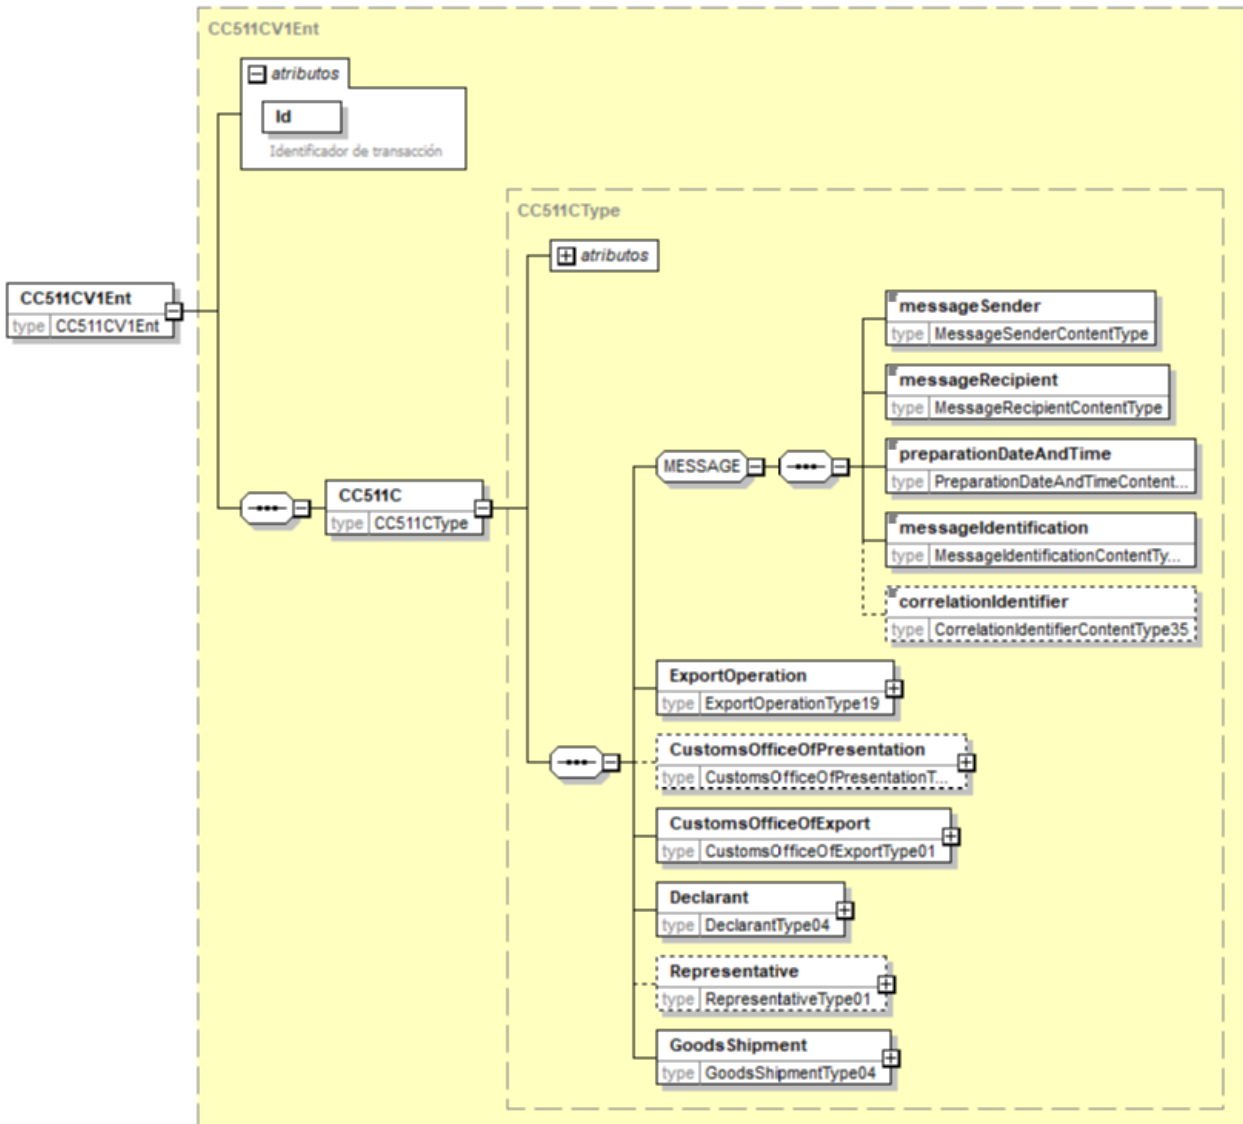 CC511CV1Ent
atributos
Id
Identificador de transacción
CC511CType
atributos
CC511CV1Ent
type CC511CV1Ent
messageSender
type MessageSenderContentType
messageRecipient
type MessageRecipientContentType
MESSAGE
preparationDateAndTime
type PreparationDateAndTimeContent...
CC511C
type CC511CType
messageIdentification
type MessageIdentificationContentTy...
correlationIdentifier
type CorrelationIdentifierContentType35
ExportOperation
type ExportOperationType19
CustomsOfficeOfPresentation
type CustomsOfficeOfPresentationT...
CustomsOfficeOfExport
type CustomsOfficeOfExportType01
Declarant
type DeclarantType04
Representative
type RepresentativeType01
GoodsShipment
type GoodsShipmentType04